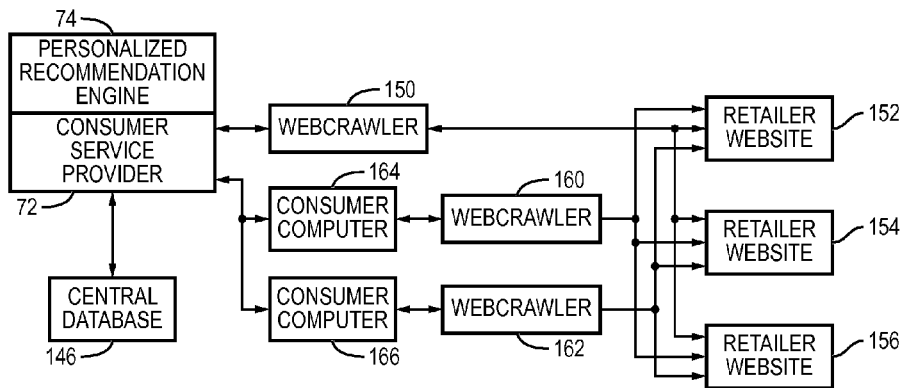 74
PERSONALIZED
RECOMMENDATION
ENGINE
CONSUMER
SERVICE
PROVIDER
72
CENTRAL
DATABASE
146
150
WEBCRAWLER
164
CONSUMER
COMPUTER
160
WEBCRAWLER
CONSUMER
COMPUTER
166
WEBCRAWLER
162
RETAILER
WEBSITE
152
RETAILER
WEBSITE
154
RETAILER
WEBSITE
156